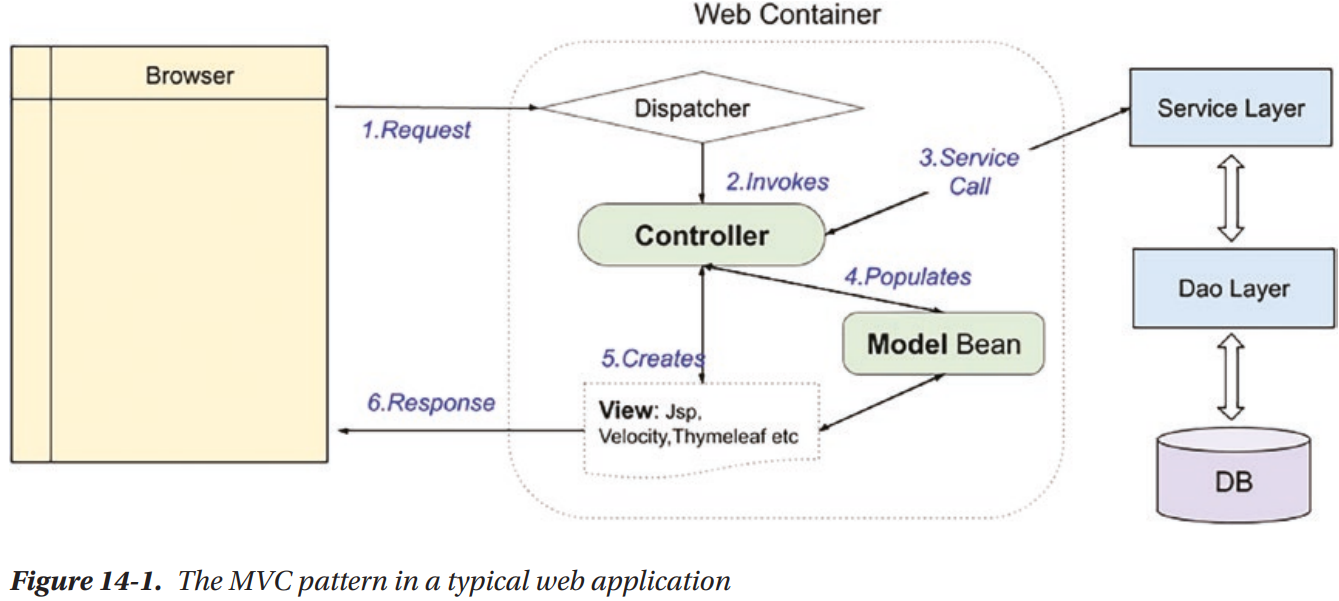 Web Container
Browser
Dispatcher
Service Layer
1.Request
3.Service
Call
2.Invokes
Controller
4.Populates
Dao Layer
Model Bean
5.Creates
6.Response
View: Jsp,
Velocity,Thymeleaf etc
DB
Figure 14-1. The MVC pattern in a typical web application